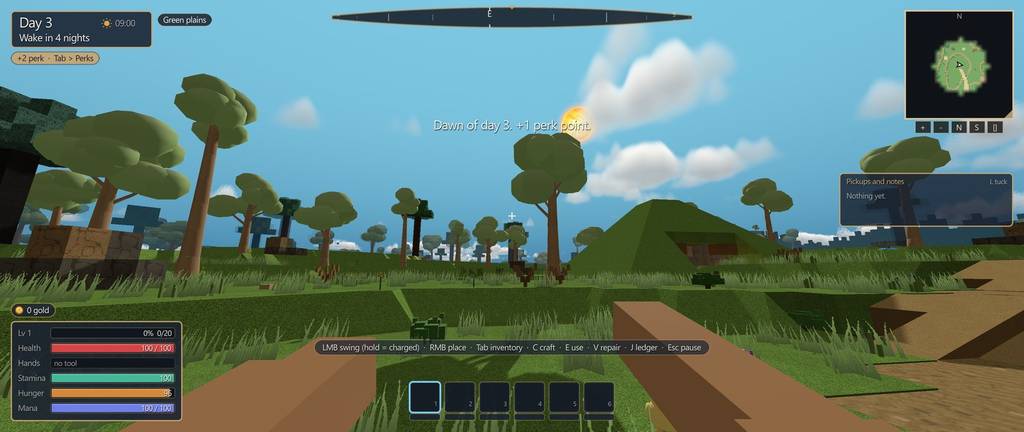 Day 3
09:00
Wake in 4 nights
Green plains
+2 perk · Tab > Perks
E
N
+ - N S []
Dawn of day 3. +1 perk point.
Pickups and notes
L tuck
Nothing yet.
0 gold
Lv 1 0% 0/20
Health 100 / 100
Hands no tool
Stamina 100
Hunger
Mana 100 / 100
LMB swing (hold = charged) · RMB place · Tab inventory · C craft · E use · V repair · J ledger · Esc pause
1 2 3 4 5 6